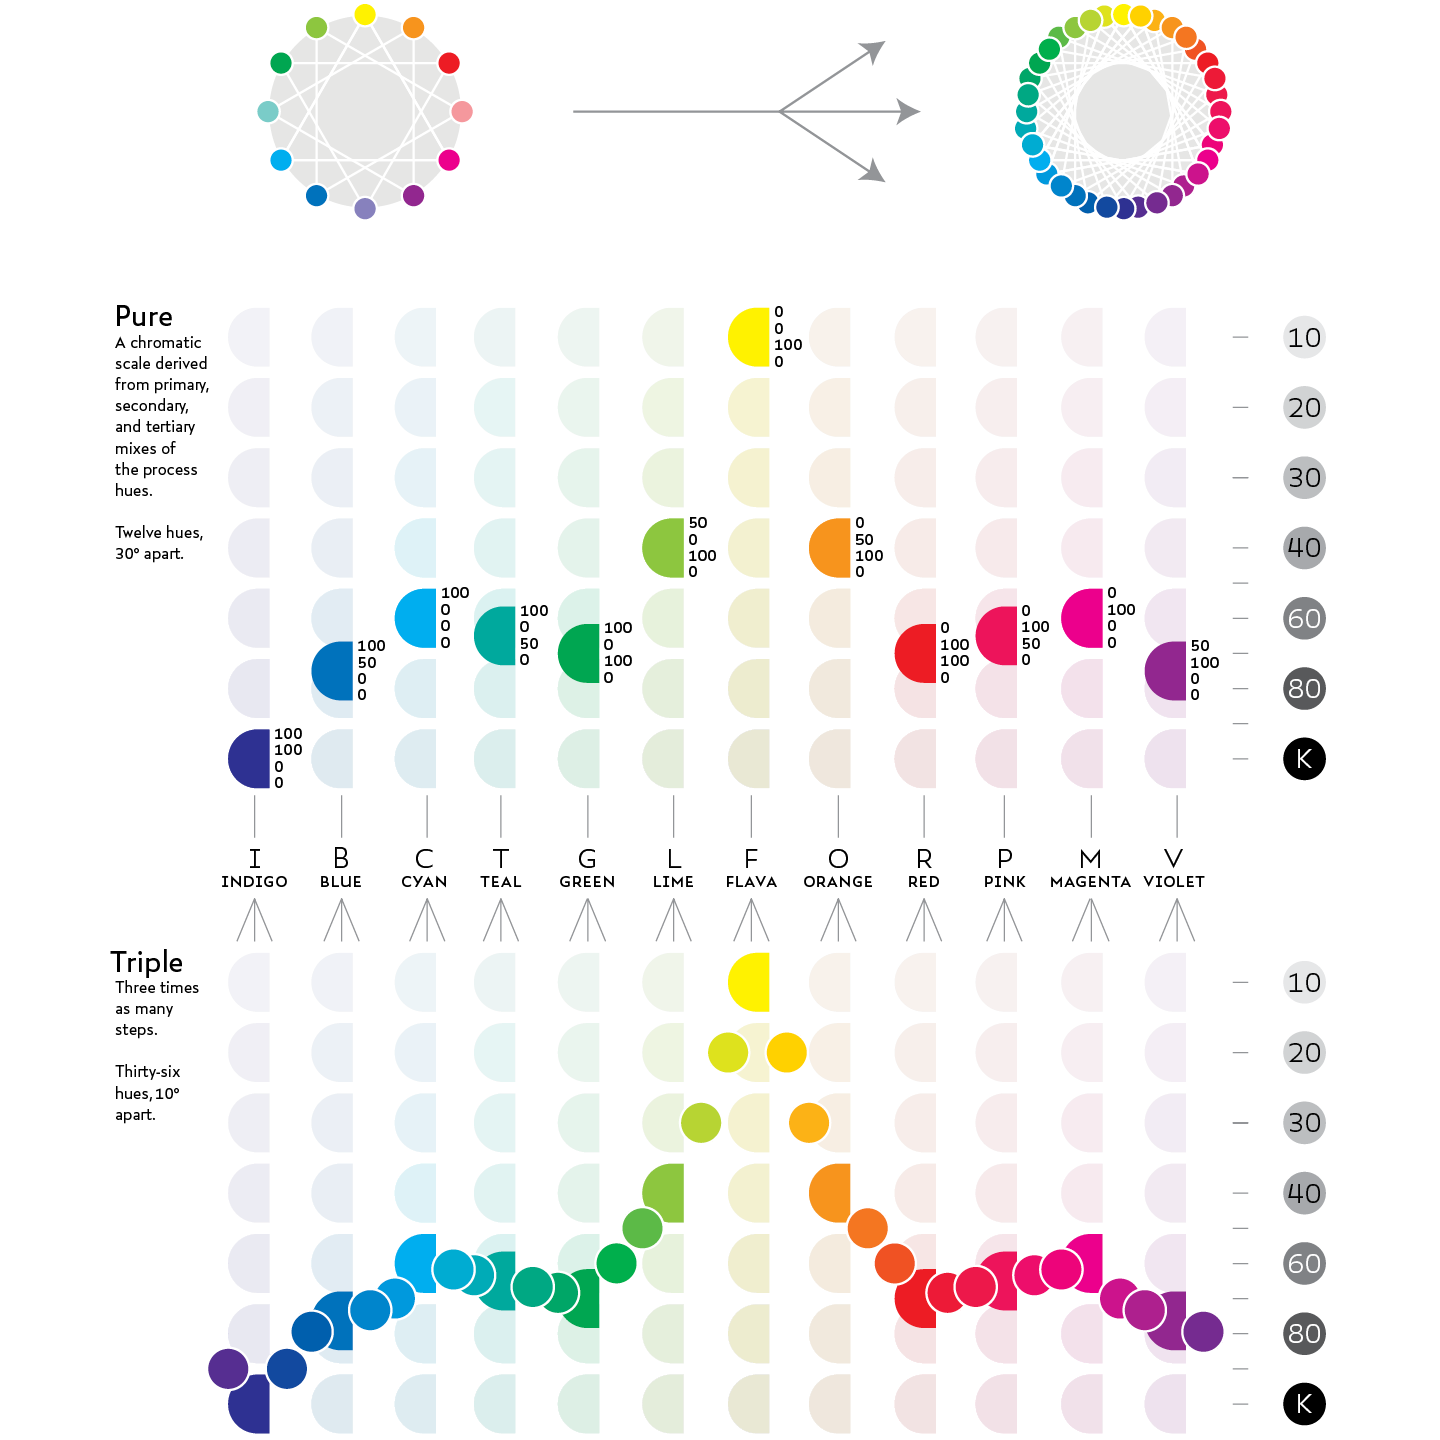 Pure
A chromatic
scale derived
from primary,
secondary,
and tertiary
mixes of
the process
hues.
Twelve hues,
30° apart.
0
0
100
0
10
20
30
50
0
100
0
0
50
100
0
40
100
0
0
0
0
100
0
0
60
100
0
50
0
0
100
50
0
100
0
100
0
0
100
100
0
100
50
0
0
50
100
0
0
80
100
100
0
0
K
I B C T G L F O R P M V
INDIGO BLUE CYAN TEAL GREEN LIME FLAVA ORANGE RED PINK MAGENTA VIOLET
Triple
Three times
as many
steps.
Thirty-six
hues, 10°
apart.
10
20
30
40
60
80
K